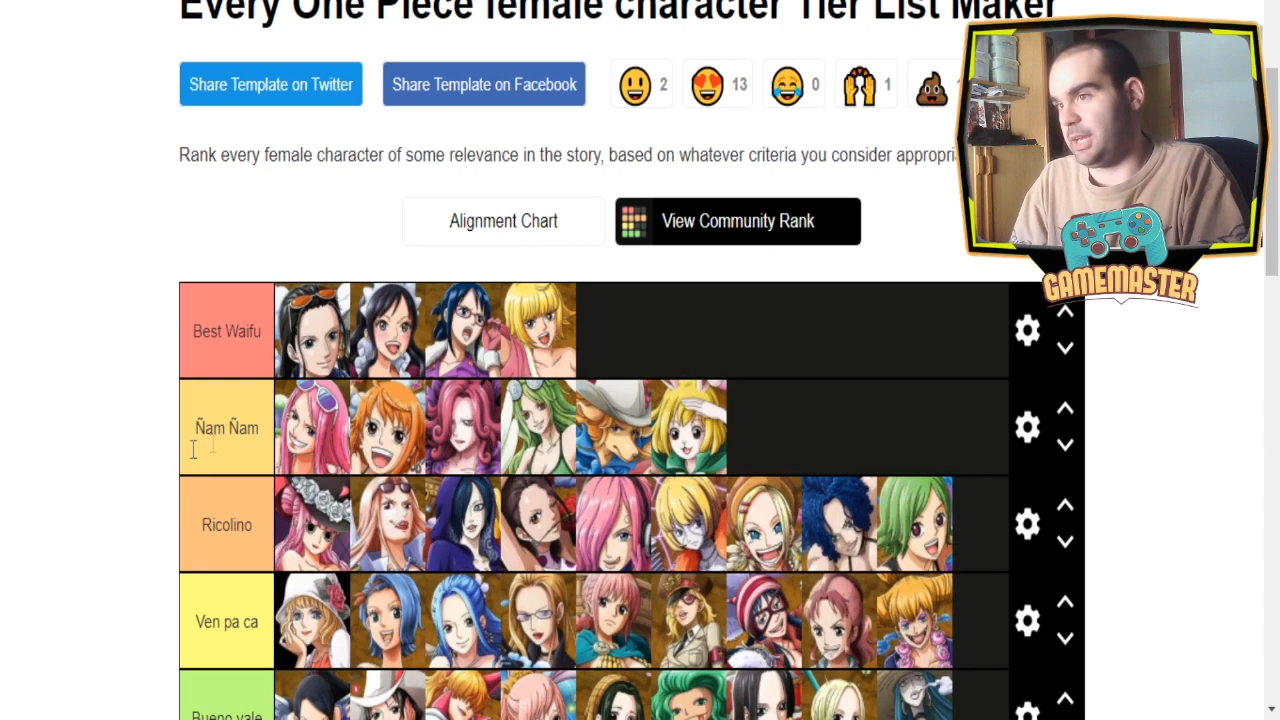 Every One Piece female character Tier List Maker
Share Template on Twitter
Share Template on Facebook
2
13
0
1
Rank every female character of some relevance in the story, based on whatever criteria you consider
Alignment Chart
View Community Rank
GAMEMASTER
Best Waifu
Ñam Ñam
Ricolino
Ven pa ca
Bueno vale